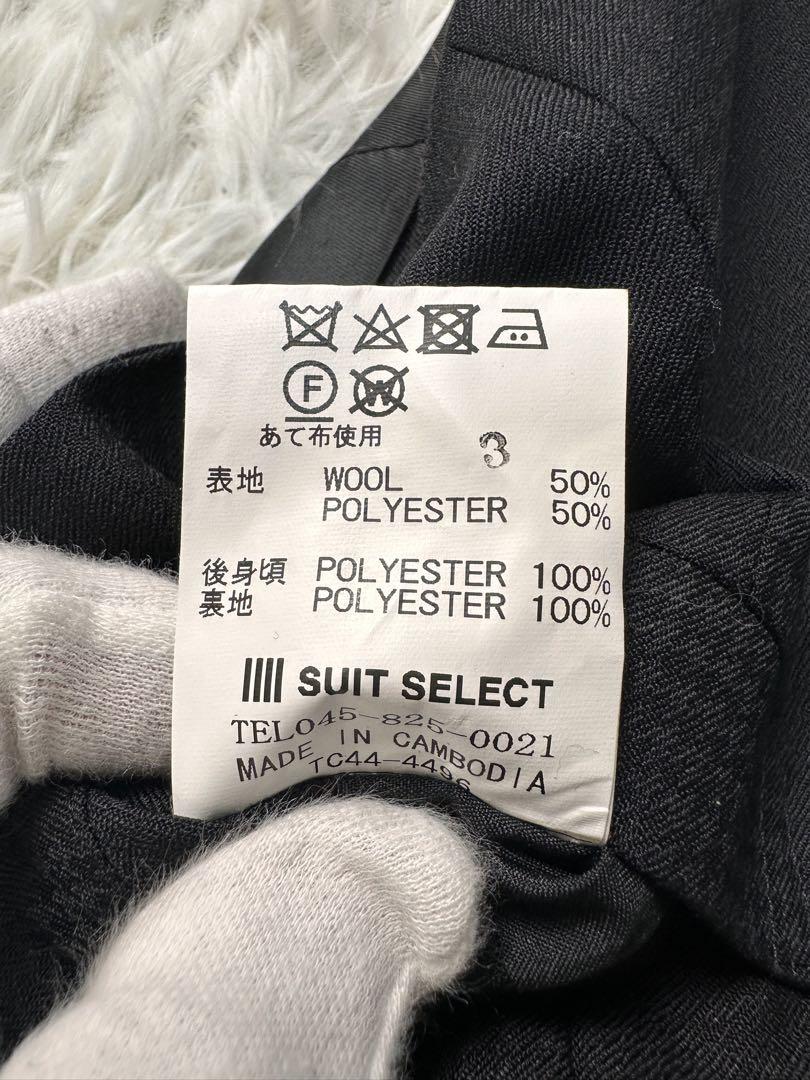 F W
あて布使用 3
表地 WOOL 50%
POLYESTER 50%
後身頃 POLYESTER 100%
裏地 POLYESTER 100%
SUIT SELECT
TEL045-825-0021
MADE IN CAMBODIA